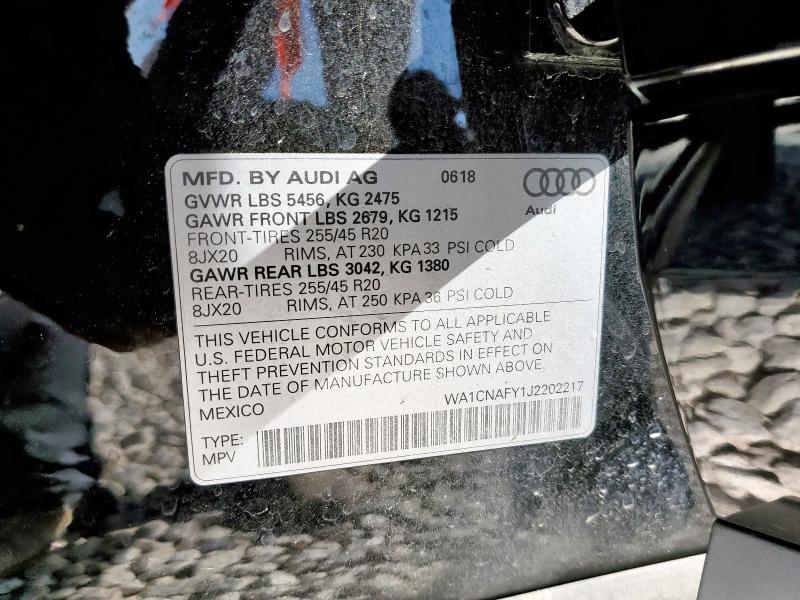 MFD. BY AUDI AG 0618
GVWR LBS 5456, KG 2475
GAWR FRONT LBS 2679, KG 1215
FRONT-TIRES 255/45 R20
8JX20 RIMS, AT 230 KPA 33 PSI COLD
GAWR REAR LBS 3042, KG 1380
REAR-TIRES 255/45 R20
8JX20 RIMS, AT 250 KPA 36 PSI COLD
Audi
THIS VEHICLE CONFORMS TO ALL APPLICABLE
U.S. FEDERAL MOTOR VEHICLE SAFETY AND
THEFT PREVENTION STANDARDS IN EFFECT ON
THE DATE OF MANUFACTURE SHOWN ABOVE.
MEXICO WA1CNAFY1J2202217
TYPE:
MPV